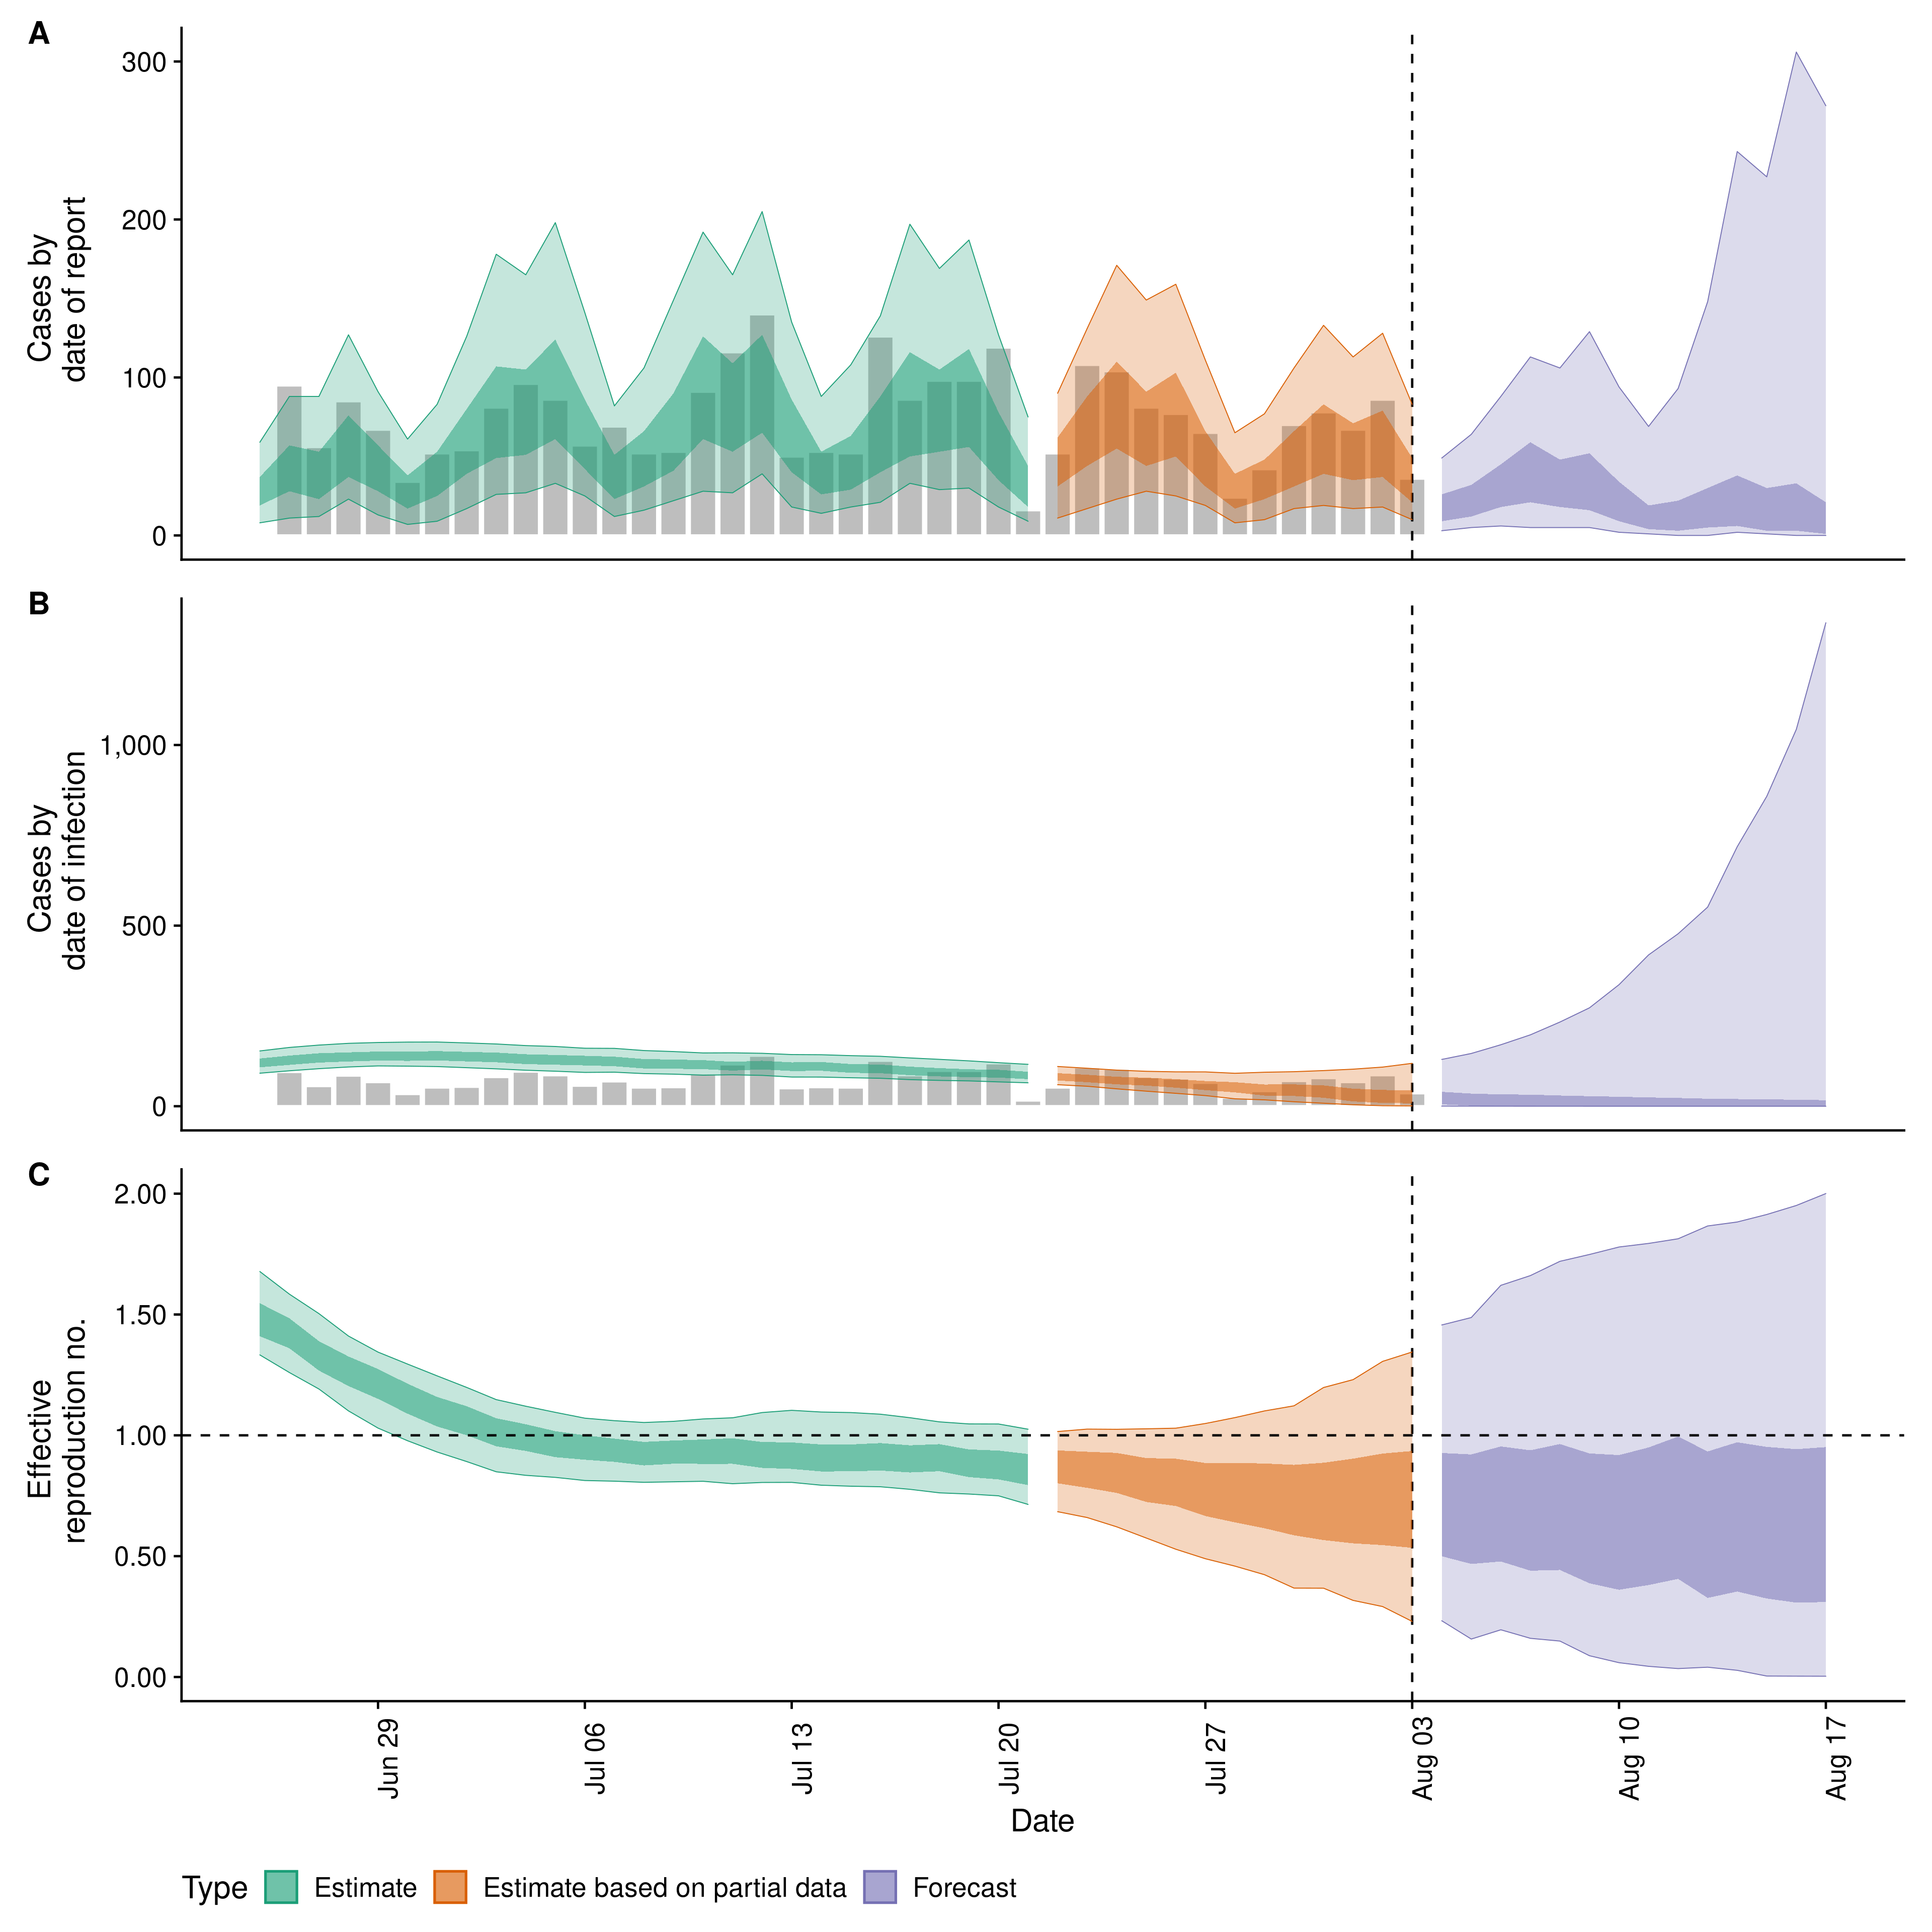 A
300
200
100
0
Cases by
date of report
B
1,000
500
0
Cases by
date of infection
C
2.00
1.50
1.00
0.50
0.00
Effective
reproduction no.
Jun 29
Jul 06
Jul 13
Jul 20
Jul 27
Aug 03
Aug 10
Aug 17
Date
Type
Estimate
Estimate based on partial data
Forecast